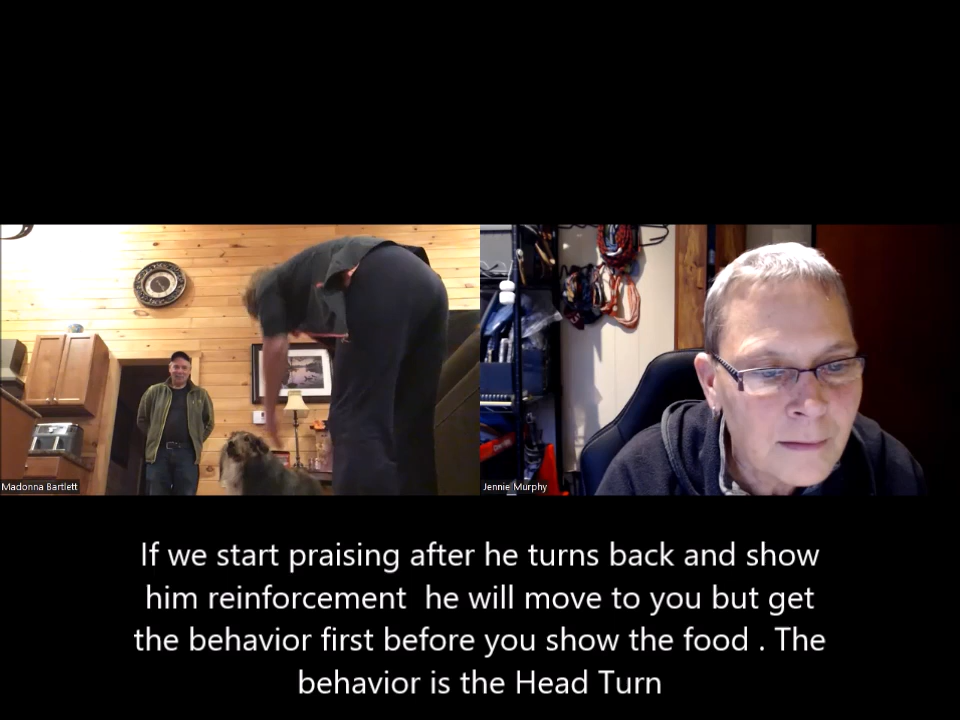 Madonna Bartlett
Jennie Murphy
If we start praising after he turns back and show
him reinforcement  he will move to you but get
the behavior first before you show the food . The
behavior is the Head Turn